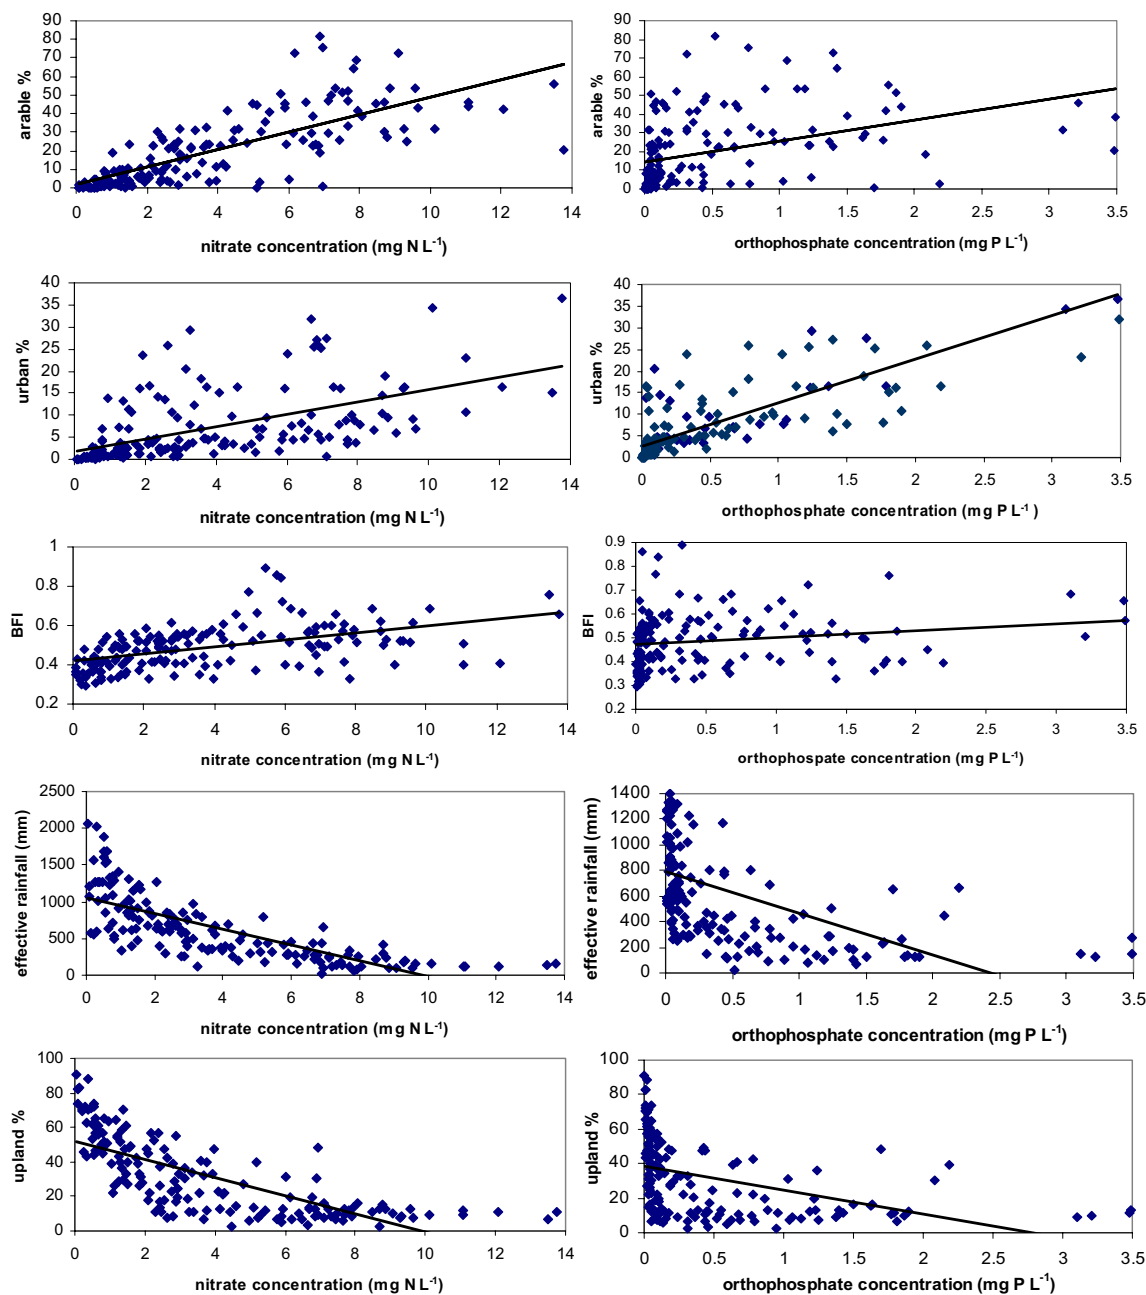 90
80
70
60
50
40
30
20
10
0
arable %
0 2 4 6 8 10 12 14
nitrate concentration (mg N L-1)
90
80
70
60
50
40
30
20
10
0
arable %
0 0.5 1 1.5 2 2.5 3 3.5
orthophosphate concentration (mg P L-1)
40
35
30
25
20
15
10
5
0
urban %
0 2 4 6 8 10 12 14
nitrate concentration (mg N L-1)
40
35
30
25
20
15
10
5
0
urban %
0 0.5 1 1.5 2 2.5 3 3.5
orthophosphate concentration (mg P L-1 )
1
0.8
0.6
0.4
0.2
BFI
0 2 4 6 8 10 12 14
nitrate concentration (mg N L-1)
0.9
0.8
0.7
0.6
0.5
0.4
0.3
0.2
BFI
0 0.5 1 1.5 2 2.5 3 3.5
orthophospate concentration (mg P L-1)
2500
2000
1500
1000
500
0
effective rainfall (mm)
0 2 4 6 8 10 12 14
nitrate concentration (mg N L-1)
1400
1200
1000
800
600
400
200
0
effective rainfall (mm)
0 0.5 1 1.5 2 2.5 3 3.5
orthophosphate concentration (mg P L-1)
100
80
60
40
20
0
upland %
0 2 4 6 8 10 12 14
nitrate concentration (mg N L-1)
100
80
60
40
20
0
upland %
0 0.5 1 1.5 2 2.5 3 3.5
orthophosphate concentration (mg P L-1)